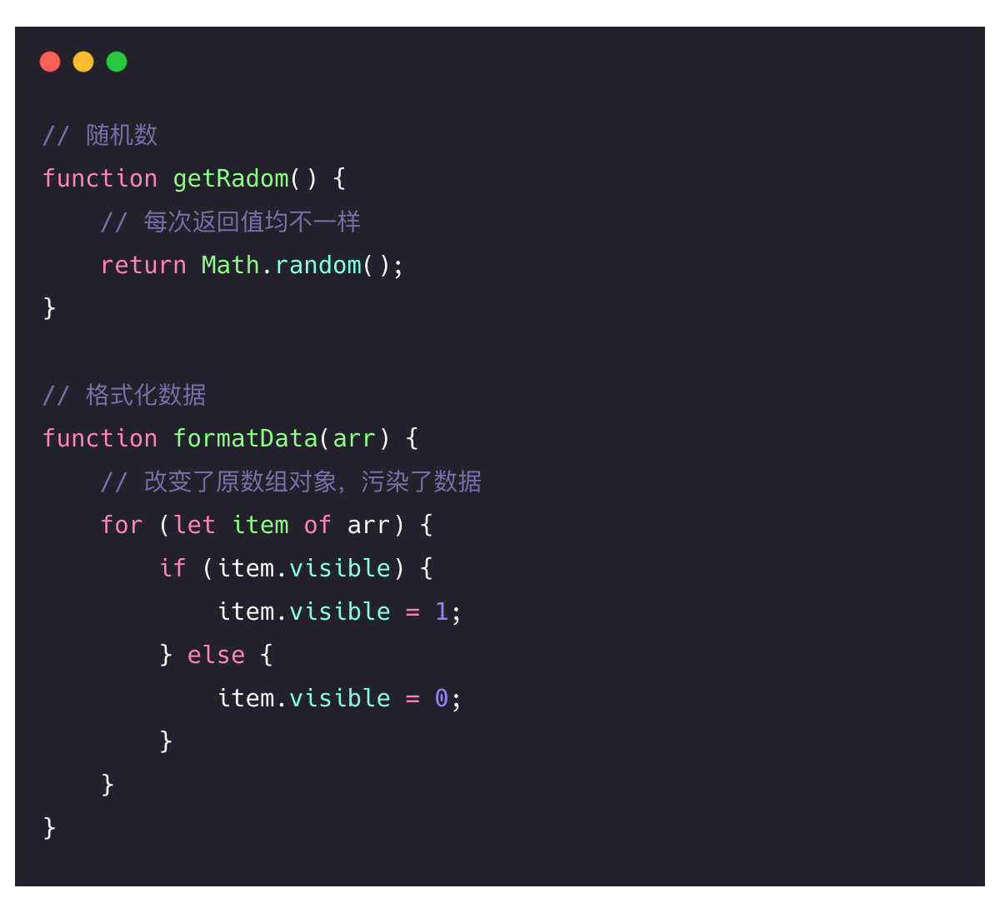 // 随机数
function getRadom() {
    // 每次返回值均不一样
    return Math.random();
}
// 格式化数据
function formatData(arr) {
    // 改变了原数组对象，污染了数据
    for (let item of arr) {
        if (item.visible) {
            item.visible = 1;
        } else {
            item.visible = 0;
        }
    }
}